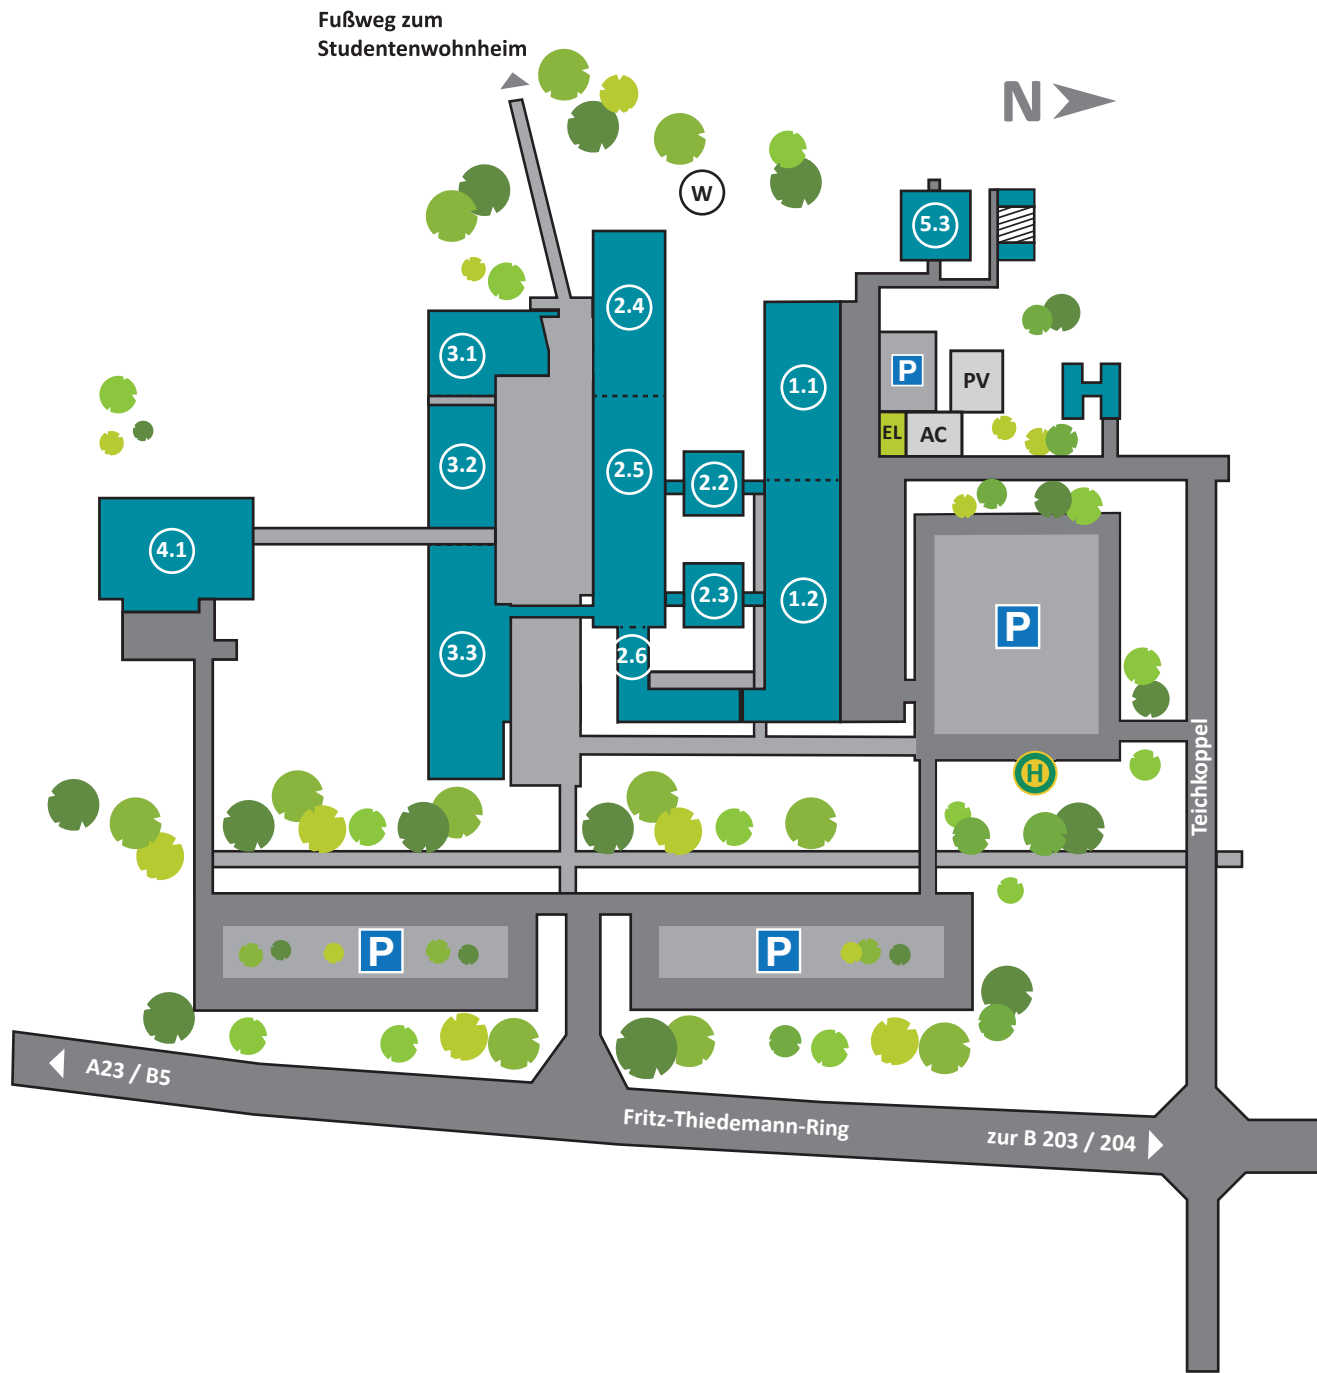 Fußweg zum
Studentenwohnheim
N
W
5.3
2.4
3.1
1.1
P
PV
EL
AC
3.2
2.5
2.2
4.1
2.3
1.2
P
3.3
2.6
H
Teichkoppel
P
P
A23 / B5
Fritz-Thiedemann-Ring
zur B 203 / 204